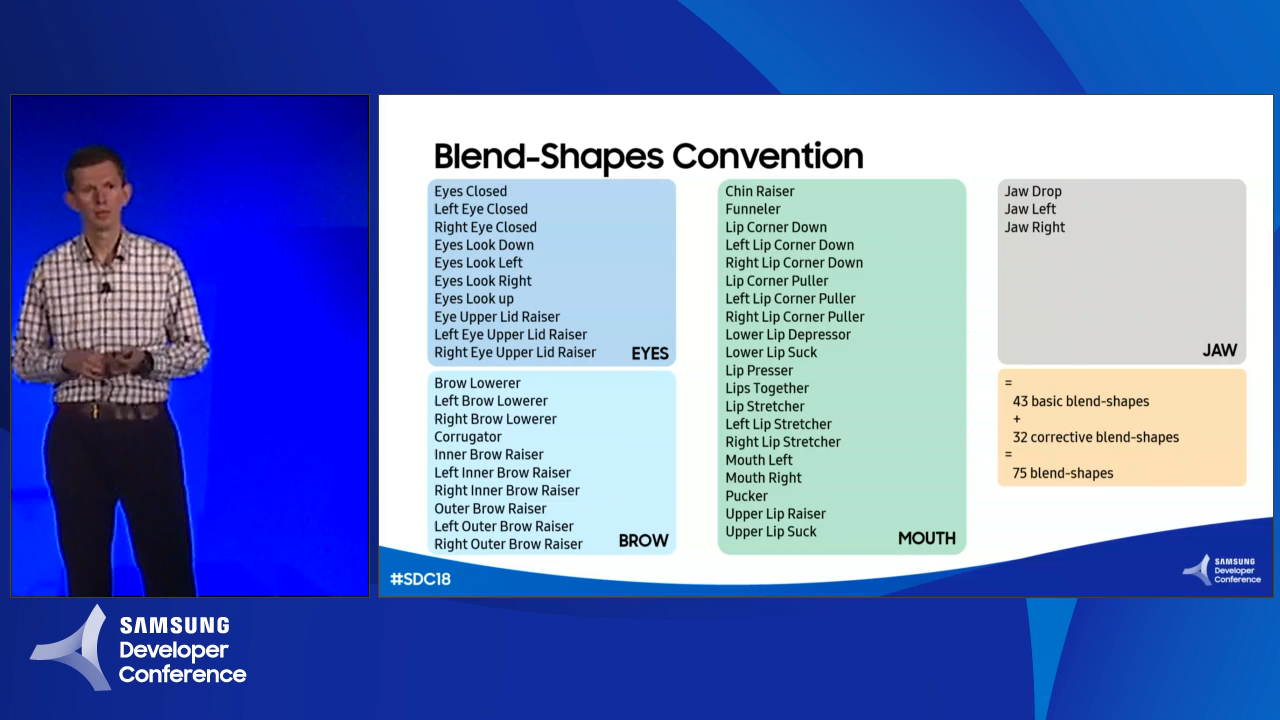 Blend-Shapes Convention
Eyes Closed
Left Eye Closed
Right Eye Closed
Eyes Look Down
Eyes Look Left
Eyes Look Right
Eyes Look up
Eye Upper Lid Raiser
Left Eye Upper Lid Raiser
Right Eye Upper Lid Raiser
EYES
Brow Lowerer
Left Brow Lowerer
Right Brow Lowerer
Corrugator
Inner Brow Raiser
Left Inner Brow Raiser
Right Inner Brow Raiser
Outer Brow Raiser
Left Outer Brow Raiser
Right Outer Brow Raiser
BROW
Chin Raiser
Funneler
Lip Corner Down
Left Lip Corner Down
Right Lip Corner Down
Lip Corner Puller
Left Lip Corner Puller
Right Lip Corner Puller
Lower Lip Depressor
Lower Lip Suck
Lip Presser
Lips Together
Lip Stretcher
Left Lip Stretcher
Right Lip Stretcher
Mouth Left
Mouth Right
Pucker
Upper Lip Raiser
Upper Lip Suck
MOUTH
Jaw Drop
Jaw Left
Jaw Right
JAW
=
43 basic blend-shapes
+
32 corrective blend-shapes
=
75 blend-shapes
#SDC18
SAMSUNG
Developer
Conference
SAMSUNG
Developer
Conference